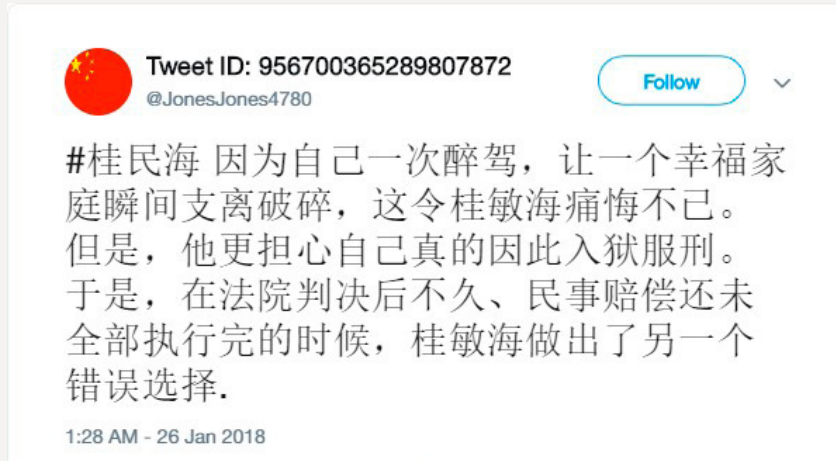 Tweet ID: 956700365289807872
@JonesJones4780
Follow
#桂民海 因为自己一次醉驾，让一个幸福家
庭瞬间支离破碎，这令桂敏海痛悔不已。
但是，他更担心自己真的因此入狱服刑。
于是，在法院判决后不久、民事赔偿还未
全部执行完的时候，桂敏海做出了另一个
错误选择.
1:28 AM - 26 Jan 2018